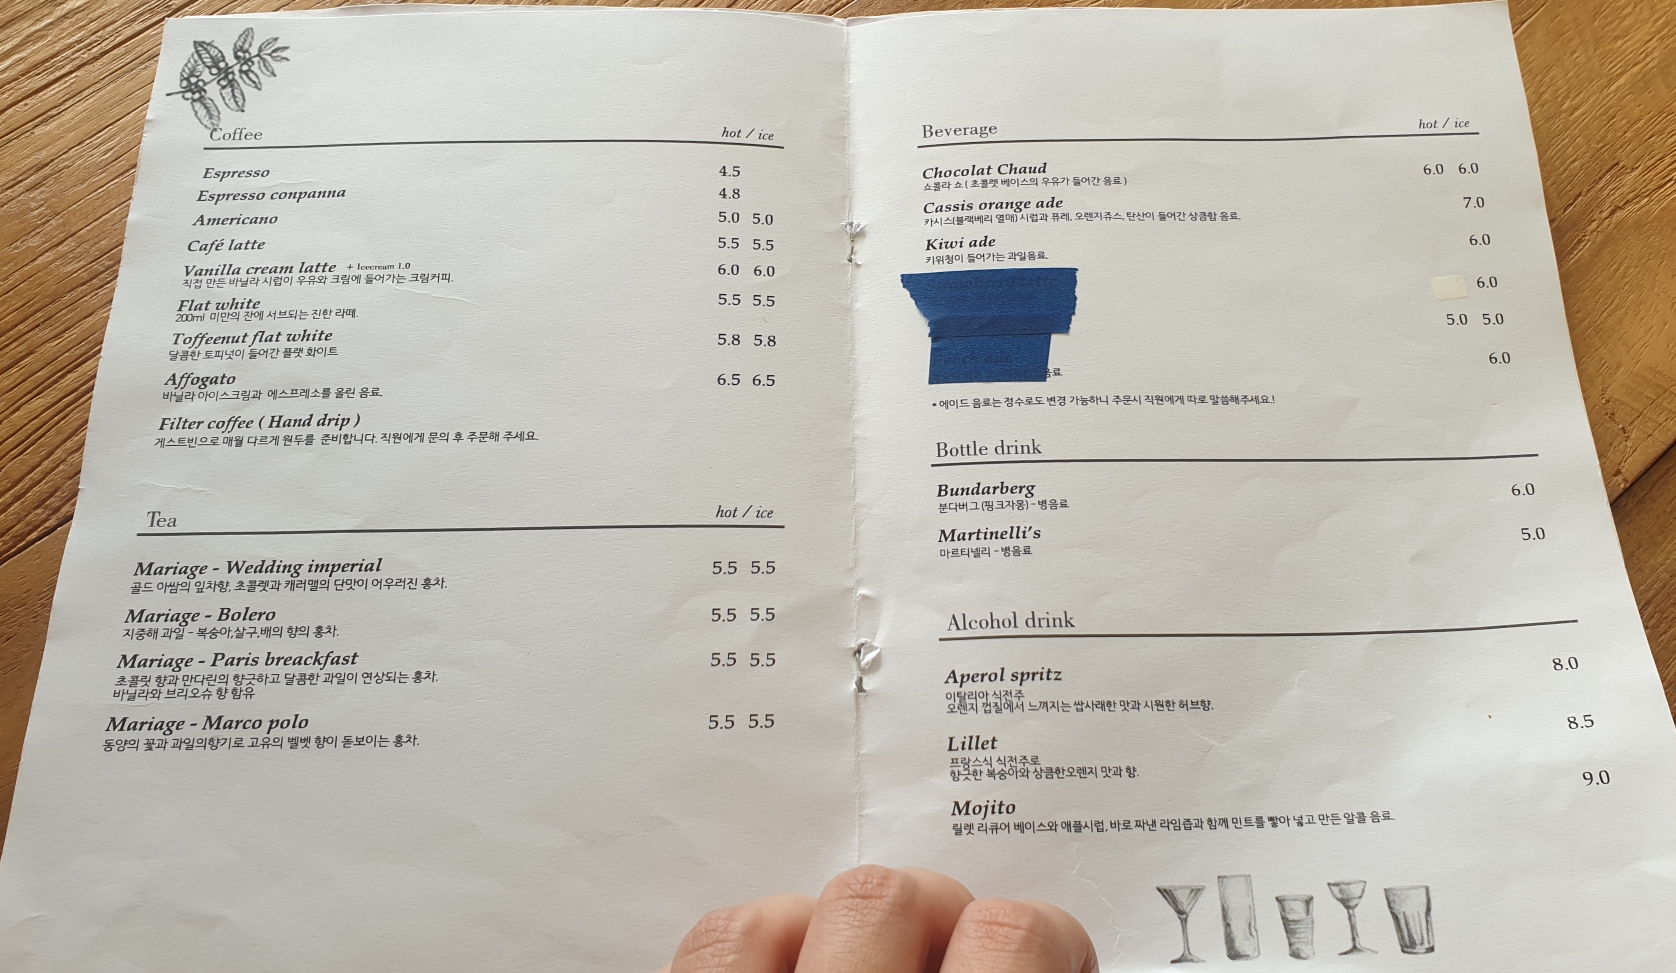 Coffee hot / ice
Espresso 4.5
Espresso conpanna 4.8
Americano 5.0 5.0
Café latte 5.5 5.5
Vanilla cream latte + Icecream 1.0 6.0 6.0
직접 만든 바닐라 시럽이 우유와 크림에 들어가는 크림커피.
Flat white 5.5 5.5
200ml 미만의 잔에 서브되는 진한 라떼.
Toffeenut flat white 5.8 5.8
달콤한 토피넛이 들어간 플랫 화이트
Affogato 6.5 6.5
바닐라 아이스크림과 에스프레소를 올린 음료.
Filter coffee ( Hand drip )
게스트빈으로 매월 다르게 원두를 준비합니다. 직원에게 문의 후 주문해 주세요.
Tea hot / ice
Mariage - Wedding imperial 5.5 5.5
골드 아쌈의 잎차향, 초콜렛과 캐러맬의 단맛이 어우러진 홍차.
Mariage - Bolero 5.5 5.5
지중해 과일 - 복숭아,살구,배의 향의 홍차.
Mariage - Paris breackfast 5.5 5.5
초콜릿 향과 만다린의 향긋하고 달콤한 과일이 연상되는 홍차.
바닐라와 브리오슈 향 함유
Mariage - Marco polo 5.5 5.5
동양의 꽃과 과일의향기로 고유의 벨벳 향이 돋보이는 홍차.
Beverage hot / ice
Chocolat Chaud 6.0 6.0
쇼콜라 쇼 ( 초콜렛 베이스의 우유가 들어간 음료 )
Cassis orange ade 7.0
카시스(블랙베리 열매) 시럽과 퓨레, 오렌지쥬스, 탄산이 들어간 상큼함 음료.
Kiwi ade 6.0
키위청이 들어가는 과일음료.
6.0
5.0 5.0
6.0
음료
* 에이드 음료는 정수로도 변경 가능하니 주문시 직원에게 따로 말씀해주세요.!
Bottle drink
Bundarberg 6.0
분다버그 (핑크자몽) - 병음료
Martinelli's 5.0
마르티넬리 - 병음료
Alcohol drink
Aperol spritz 8.0
이탈리아 식전주
오렌지 껍질에서 느껴지는 쌉사래한 맛과 시원한 허브향.
Lillet 8.5
프랑스식 식전주로
향긋한 복숭아와 상큼한오렌지 맛과 향.
Mojito 9.0
릴렛 리큐어 베이스와 애플시럽, 바로 짜낸 라임즙과 함께 민트를 빻아 넣고 만든 알콜 음료.